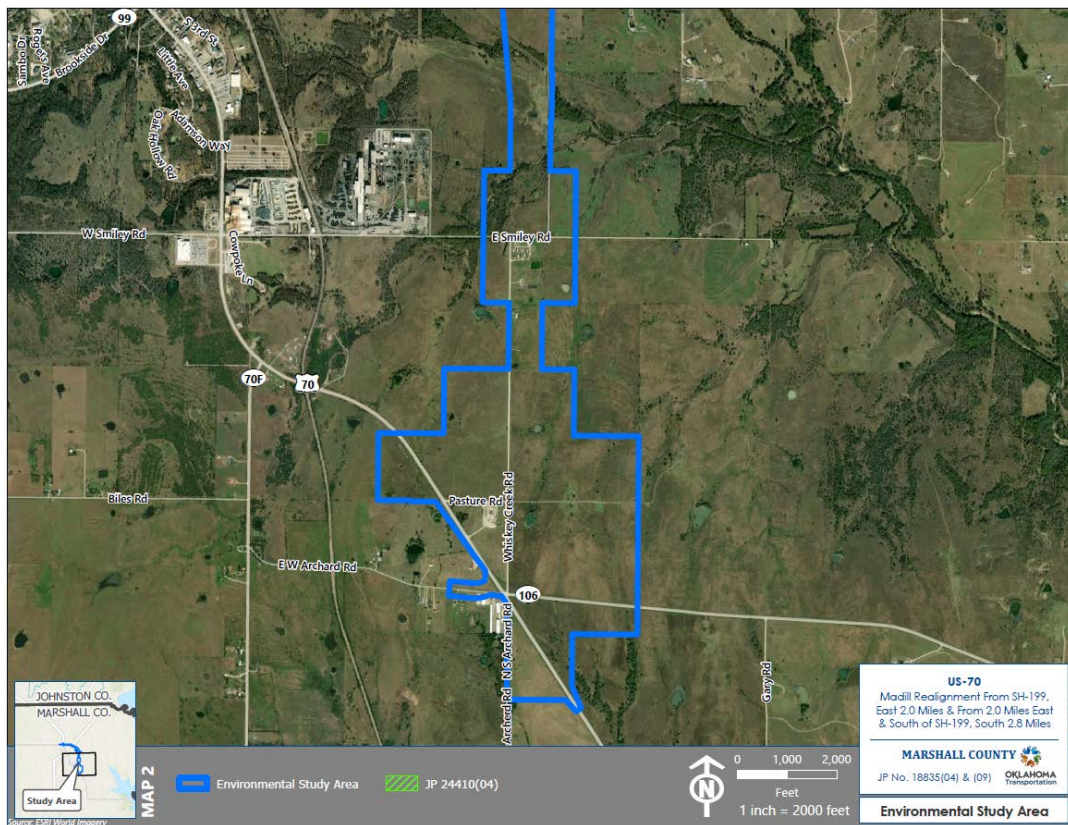 99
S 3rd St.
Sambo Dr
Rogers Ave
Brookside Dr
Little Ave
Adamson Way
Oak Hollow Rd
W Smiley Rd
E Smiley Rd
Cowpoke Ln
70F
70
Biles Rd
Pasture Rd
Whiskey Creek Rd
E W Archard Rd
106
N S Archard Rd
Archerd Rd
Gary Rd
JOHNSTON CO.
MARSHALL CO.
Study Area
Source: ESRI World Imagery
MAP 2
Environmental Study Area
JP 24410(04)
N
0 1,000 2,000
Feet
1 inch = 2000 feet
US-70
Madill Realignment From SH-199,
East 2.0 Miles & From 2.0 Miles East
& South of SH-199, South 2.8 Miles
MARSHALL COUNTY
JP No. 18835(04) & (09)
OKLAHOMA
Transportation
Environmental Study Area